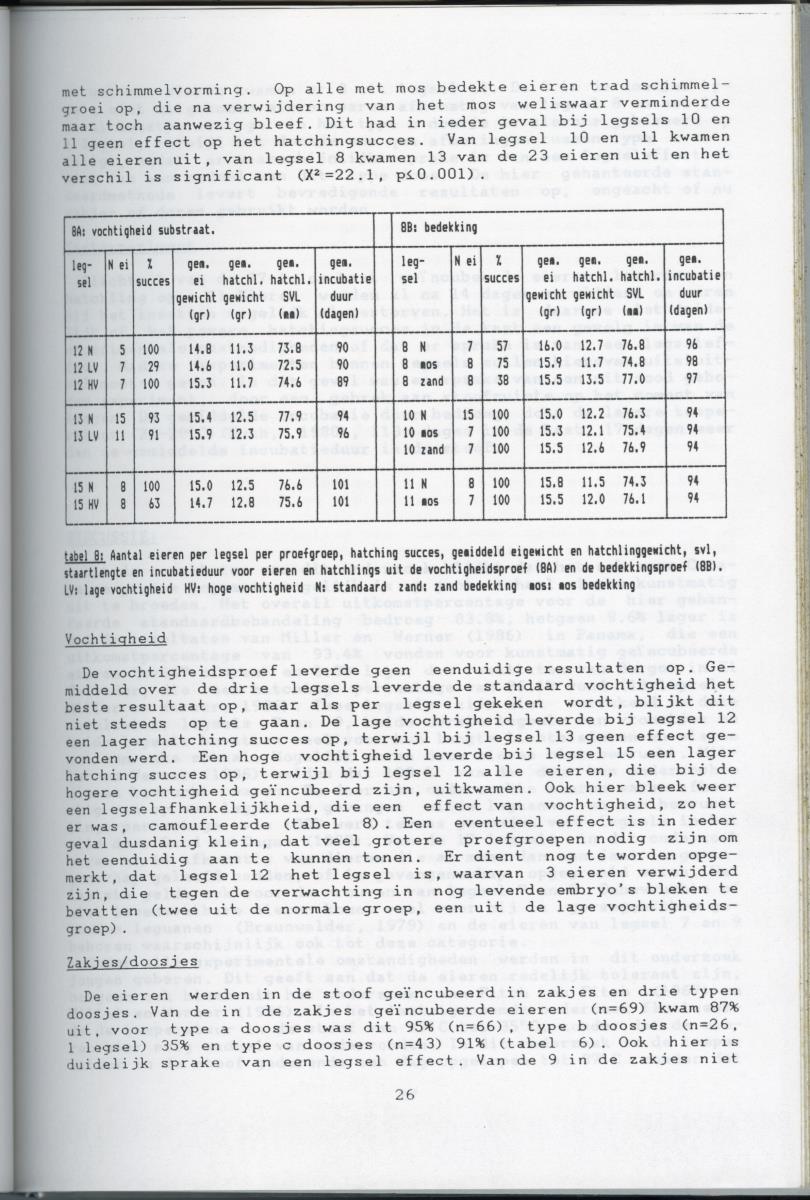 met schimmelvorming. Op alle met mos bedekte eieren trad schimmel-
groei op, die na verwijdering van het mos weliswaar verminderde
maar toch aanwezig bleef. Dit had in ieder geval bij legsels 10 en
11 geen effect op het hatchingsucces. Van legsel 10 en 11 kwamen
alle eieren uit, van legsel 8 kwamen 13 van de 23 eieren uit en het
verschil is significant (X²=22.1, p≤0.001).
8A: vochtigheid substraat. 8B: bedekking
leg- N ei % gem. gem. gem. gem. leg- N ei % gem. gem. gem. gem.
sel succes ei hatchl. hatchl. incubatie sel succes ei hatchl. hatchl. incubatie
gewicht gewicht SVL duur gewicht gewicht SVL duur
(gr) (gr) (mm) (dagen) (gr) (gr) (mm) (dagen)
12 N 5 100 14.8 11.3 73.8 90 8 N 7 57 16.0 12.7 76.8 96
12 LV 7 29 14.6 11.0 72.5 90 8 mos 8 75 15.9 11.7 74.8 98
12 HV 7 100 15.3 11.7 74.6 89 8 zand 8 38 15.5 13.5 77.0 97
13 N 15 93 15.4 12.5 77.9 94 10 N 15 100 15.0 12.2 76.3 94
13 LV 11 91 15.9 12.3 75.9 96 10 mos 7 100 15.3 12.1 75.4 94
10 zand 7 100 15.5 12.6 76.9 94
15 N 8 100 15.0 12.5 76.6 101 11 N 8 100 15.8 11.5 74.3 94
15 HV 8 63 14.7 12.8 75.6 101 11 mos 7 100 15.5 12.0 76.1 94
tabel 8: Aantal eieren per legsel per proefgroep, hatching succes, gemiddeld eigewicht en hatchlinggewicht, svl,
staartlengte en incubatieduur voor eieren en hatchlings uit de vochtigheidsproef (8A) en de bedekkingsproef (8B).
LV: lage vochtigheid HV: hoge vochtigheid N: standaard zand: zand bedekking mos: mos bedekking
Vochtigheid
De vochtigheidsproef leverde geen eenduidige resultaten op. Ge-
middeld over de drie legsels leverde de standaard vochtigheid het
beste resultaat op, maar als per legsel gekeken wordt, blijkt dit
niet steeds op te gaan. De lage vochtigheid leverde bij legsel 12
een lager hatching succes op, terwijl bij legsel 13 geen effect ge-
vonden werd. Een hoge vochtigheid leverde bij legsel 15 een lager
hatching succes op, terwijl bij legsel 12 alle eieren, die bij de
hogere vochtigheid geïncubeerd zijn, uitkwamen. Ook hier bleek weer
een legselafhankelijkheid, die een effect van vochtigheid, zo het
er was, camoufleerde (tabel 8). Een eventueel effect is in ieder
geval dusdanig klein, dat veel grotere proefgroepen nodig zijn om
het eenduidig aan te kunnen tonen. Er dient nog te worden opge-
merkt, dat legsel 12 het legsel is, waarvan 3 eieren verwijderd
zijn, die tegen de verwachting in nog levende embryo's bleken te
bevatten (twee uit de normale groep, een uit de lage vochtigheids-
groep).
Zakjes/doosjes
De eieren werden in de stoof geïncubeerd in zakjes en drie typen
doosjes. Van de in de zakjes geïncubeerde eieren (n=69) kwam 87%
uit, voor type a doosjes was dit 95% (n=66), type b doosjes (n=26,
1 legsel) 35% en type c doosjes (n=43) 91% (tabel 6). Ook hier is
duidelijk sprake van een legsel effect. Van de 9 in de zakjes niet
26